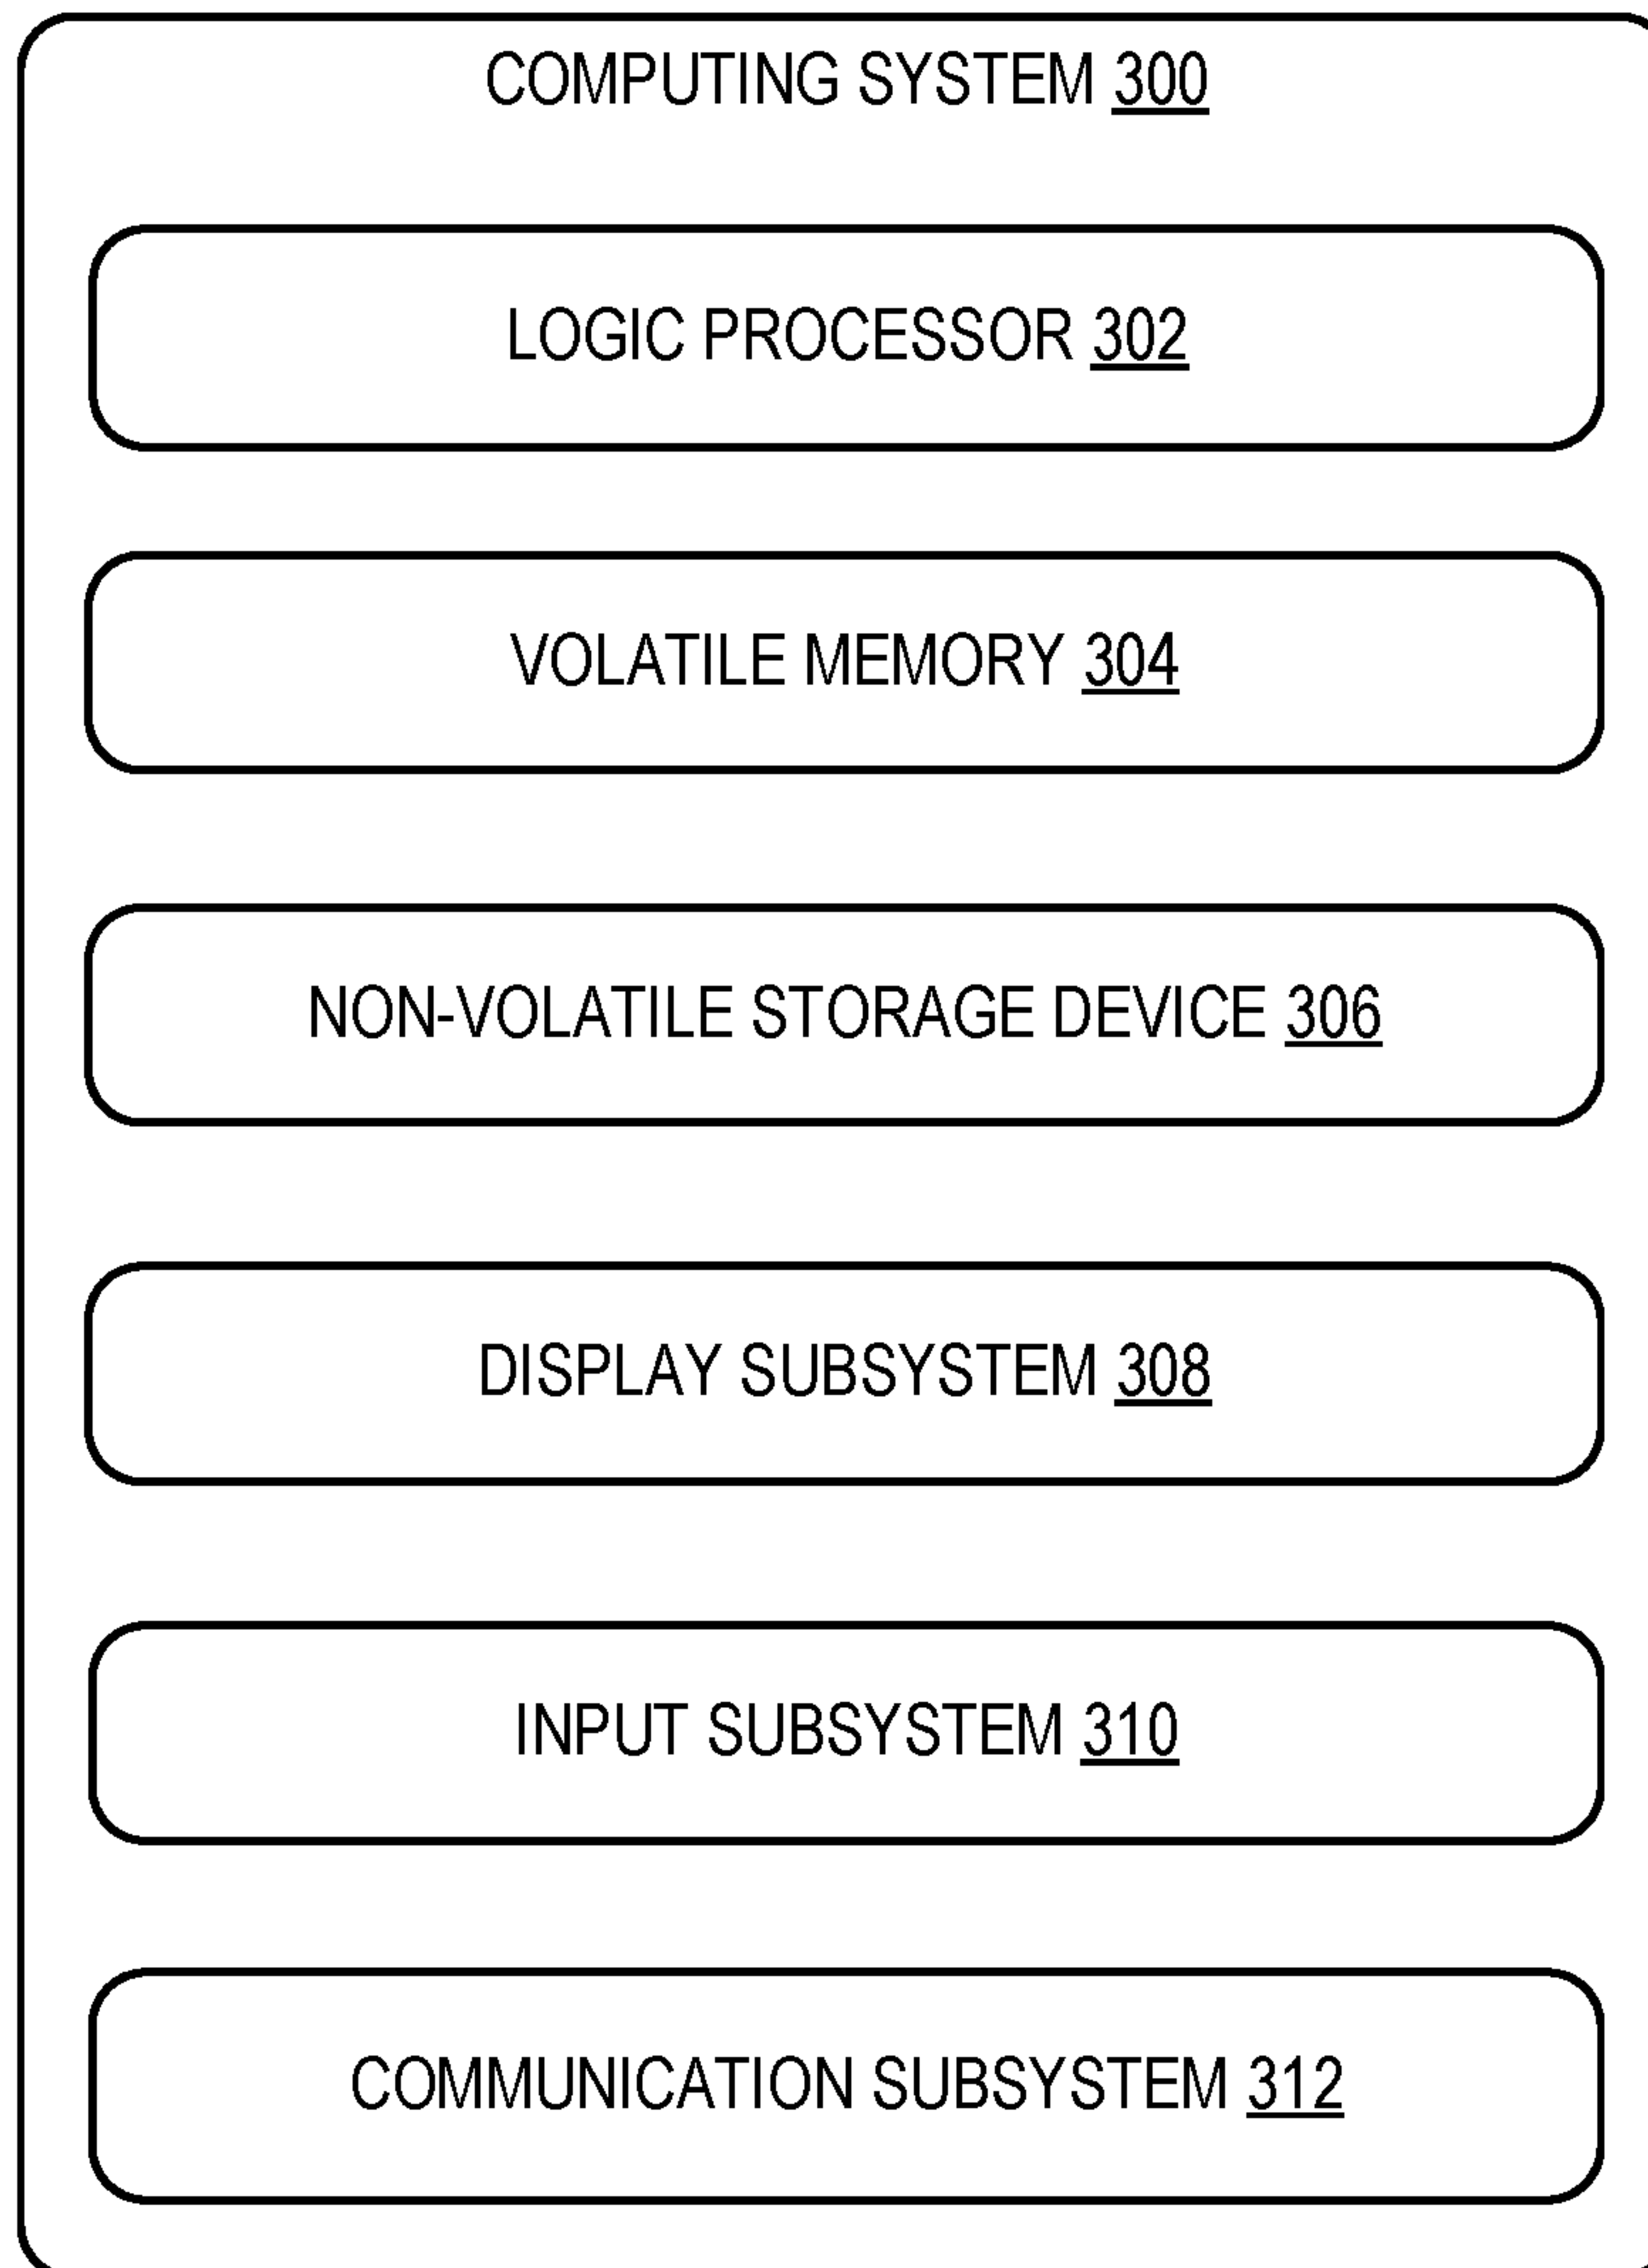 COMPUTING SYSTEM 300
LOGIC PROCESSOR 302
VOLATILE MEMORY 304
NON-VOLATILE STORAGE DEVICE 306
DISPLAY SUBSYSTEM 308
INPUT SUBSYSTEM 310
COMMUNICATION SUBSYSTEM 312